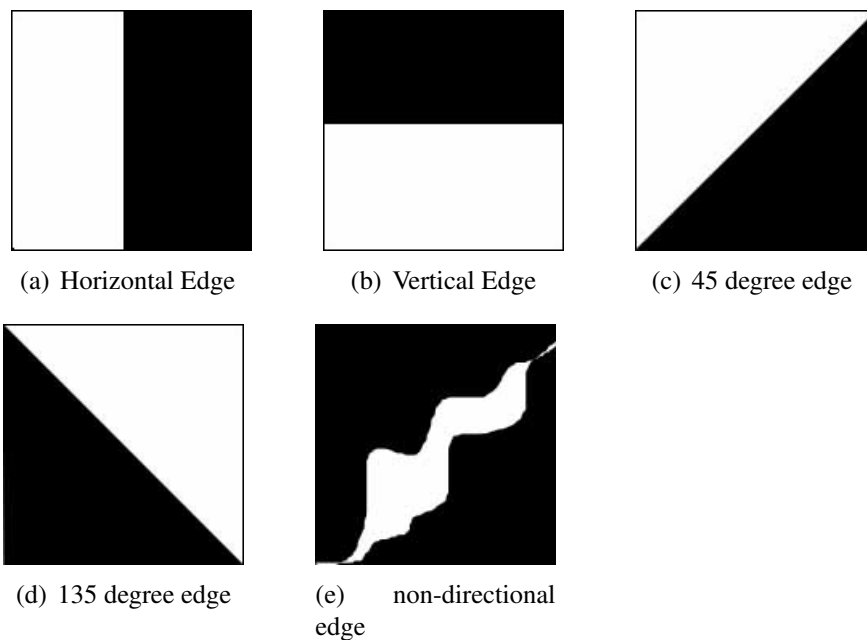 (a) Horizontal Edge
(b) Vertical Edge
(c) 45 degree edge
(d) 135 degree edge
(e) non-directional
edge